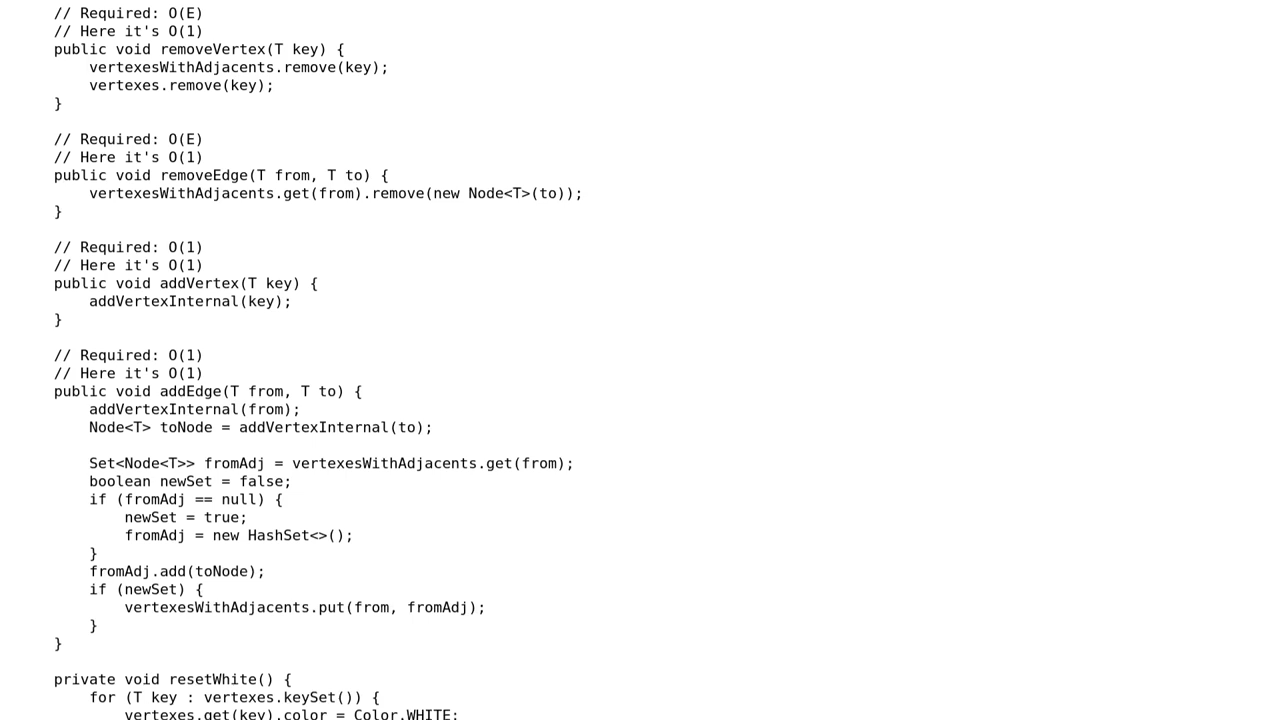 // Required: O(E)
// Here it's O(1)
public void removeVertex(T key) {
vertexesWithAdjacents.remove(key);
vertexes.remove(key);
}
// Required: O(E)
// Here it's O(1)
public void removeEdge(T from, T to) {
vertexesWithAdjacents.get(from).remove(new Node<T>(to));
}
// Required: O(1)
// Here it's O(1)
public void addVertex(T key) {
addVertexInternal(key);
}
// Required: O(1)
// Here it's O(1)
public void addEdge(T from, T to) {
addVertexInternal(from);
Node<T> toNode = addVertexInternal(to);
Set<Node<T>> fromAdj = vertexesWithAdjacents.get(from);
boolean newSet = false;
if (fromAdj == null) {
newSet = true;
fromAdj = new HashSet<>();
}
fromAdj.add(toNode);
if (newSet) {
vertexesWithAdjacents.put(from, fromAdj);
}
}
private void resetWhite() {
for (T key : vertexes.keySet()) {
vertexes.get(key).color = Color.WHITE;